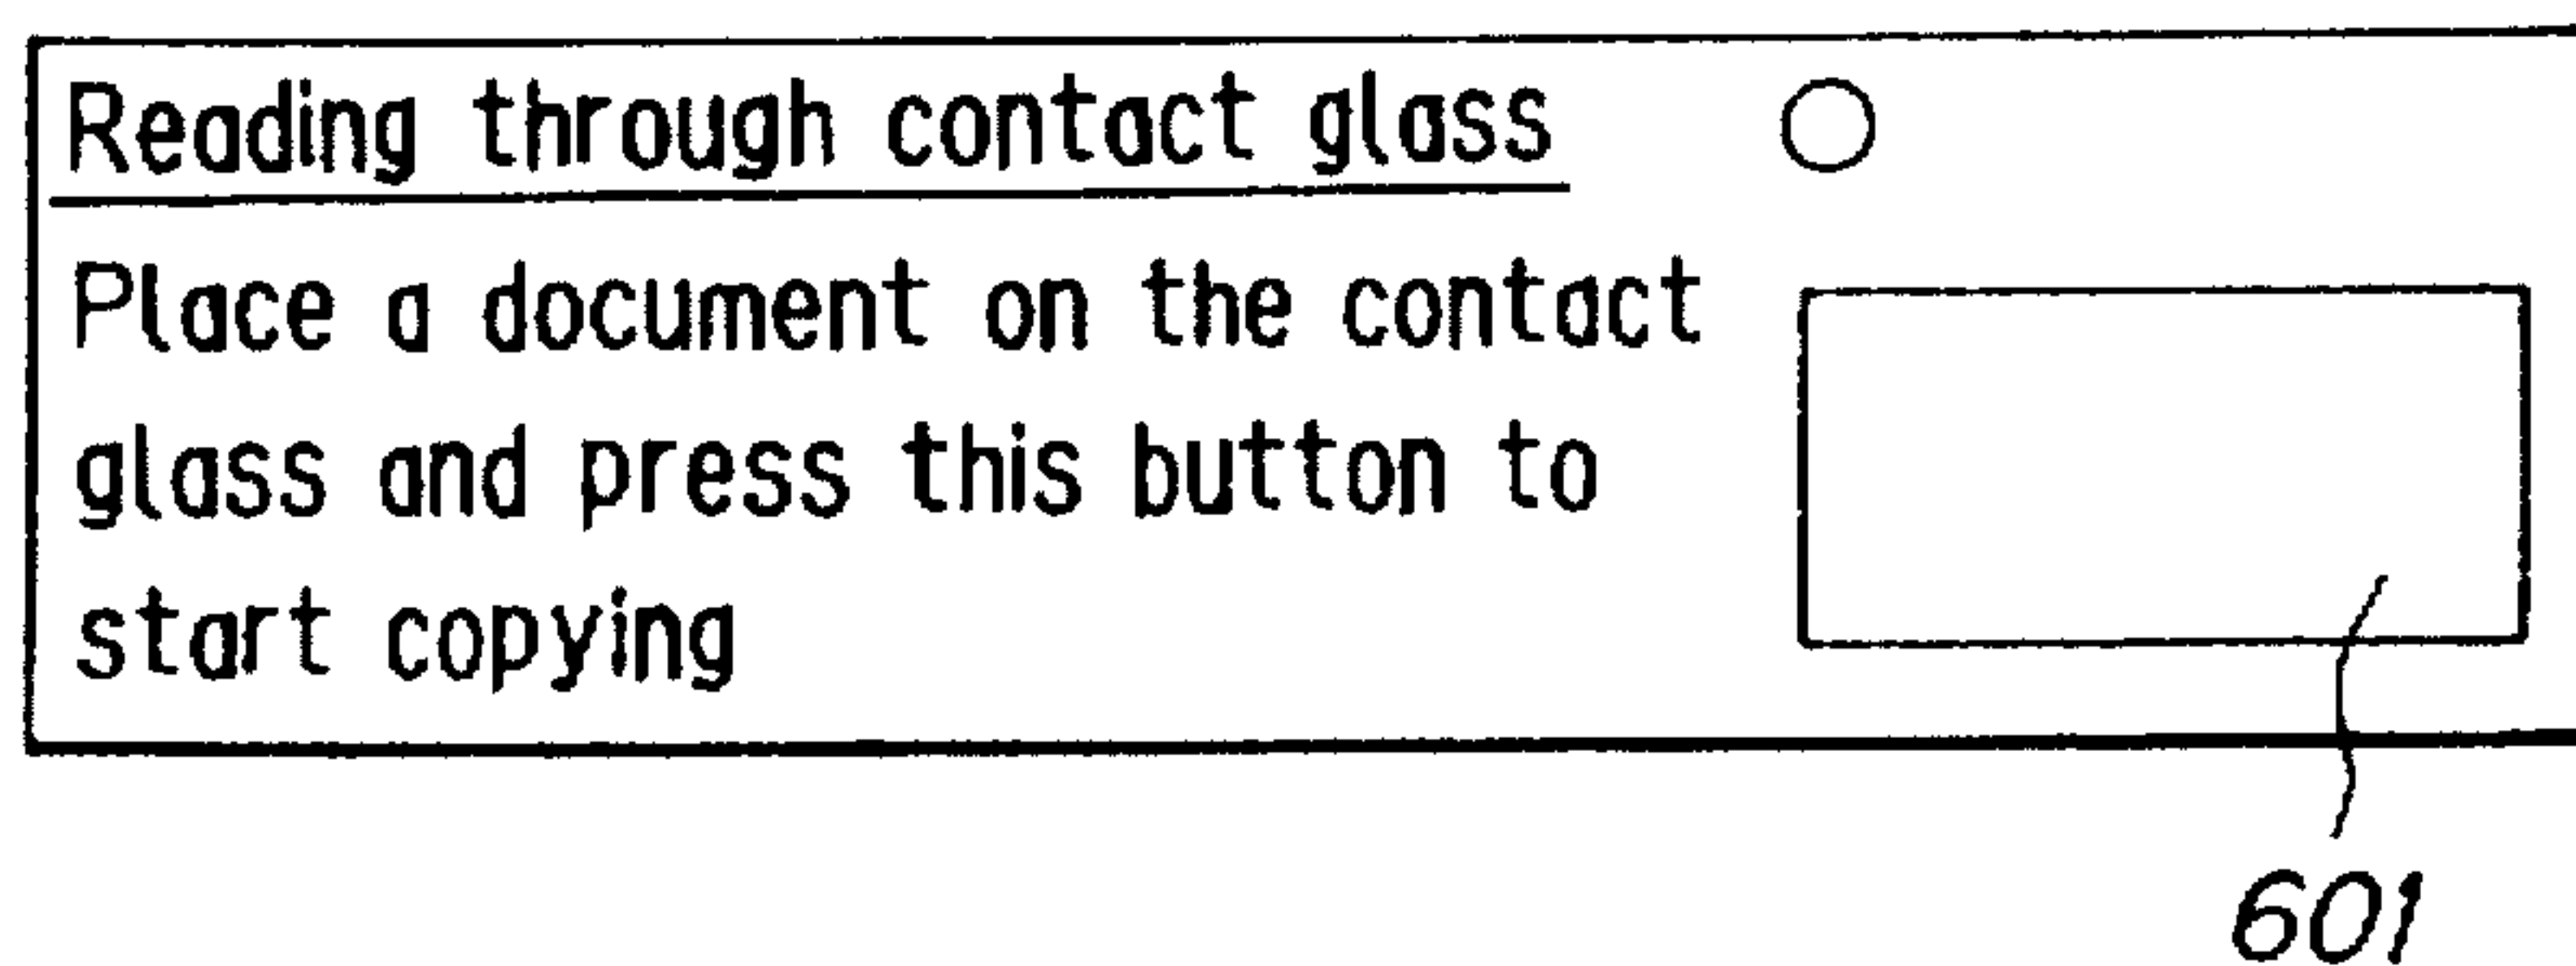 Reading through contact glass
Place a document on the contact
glass and press this button to
start copying
601